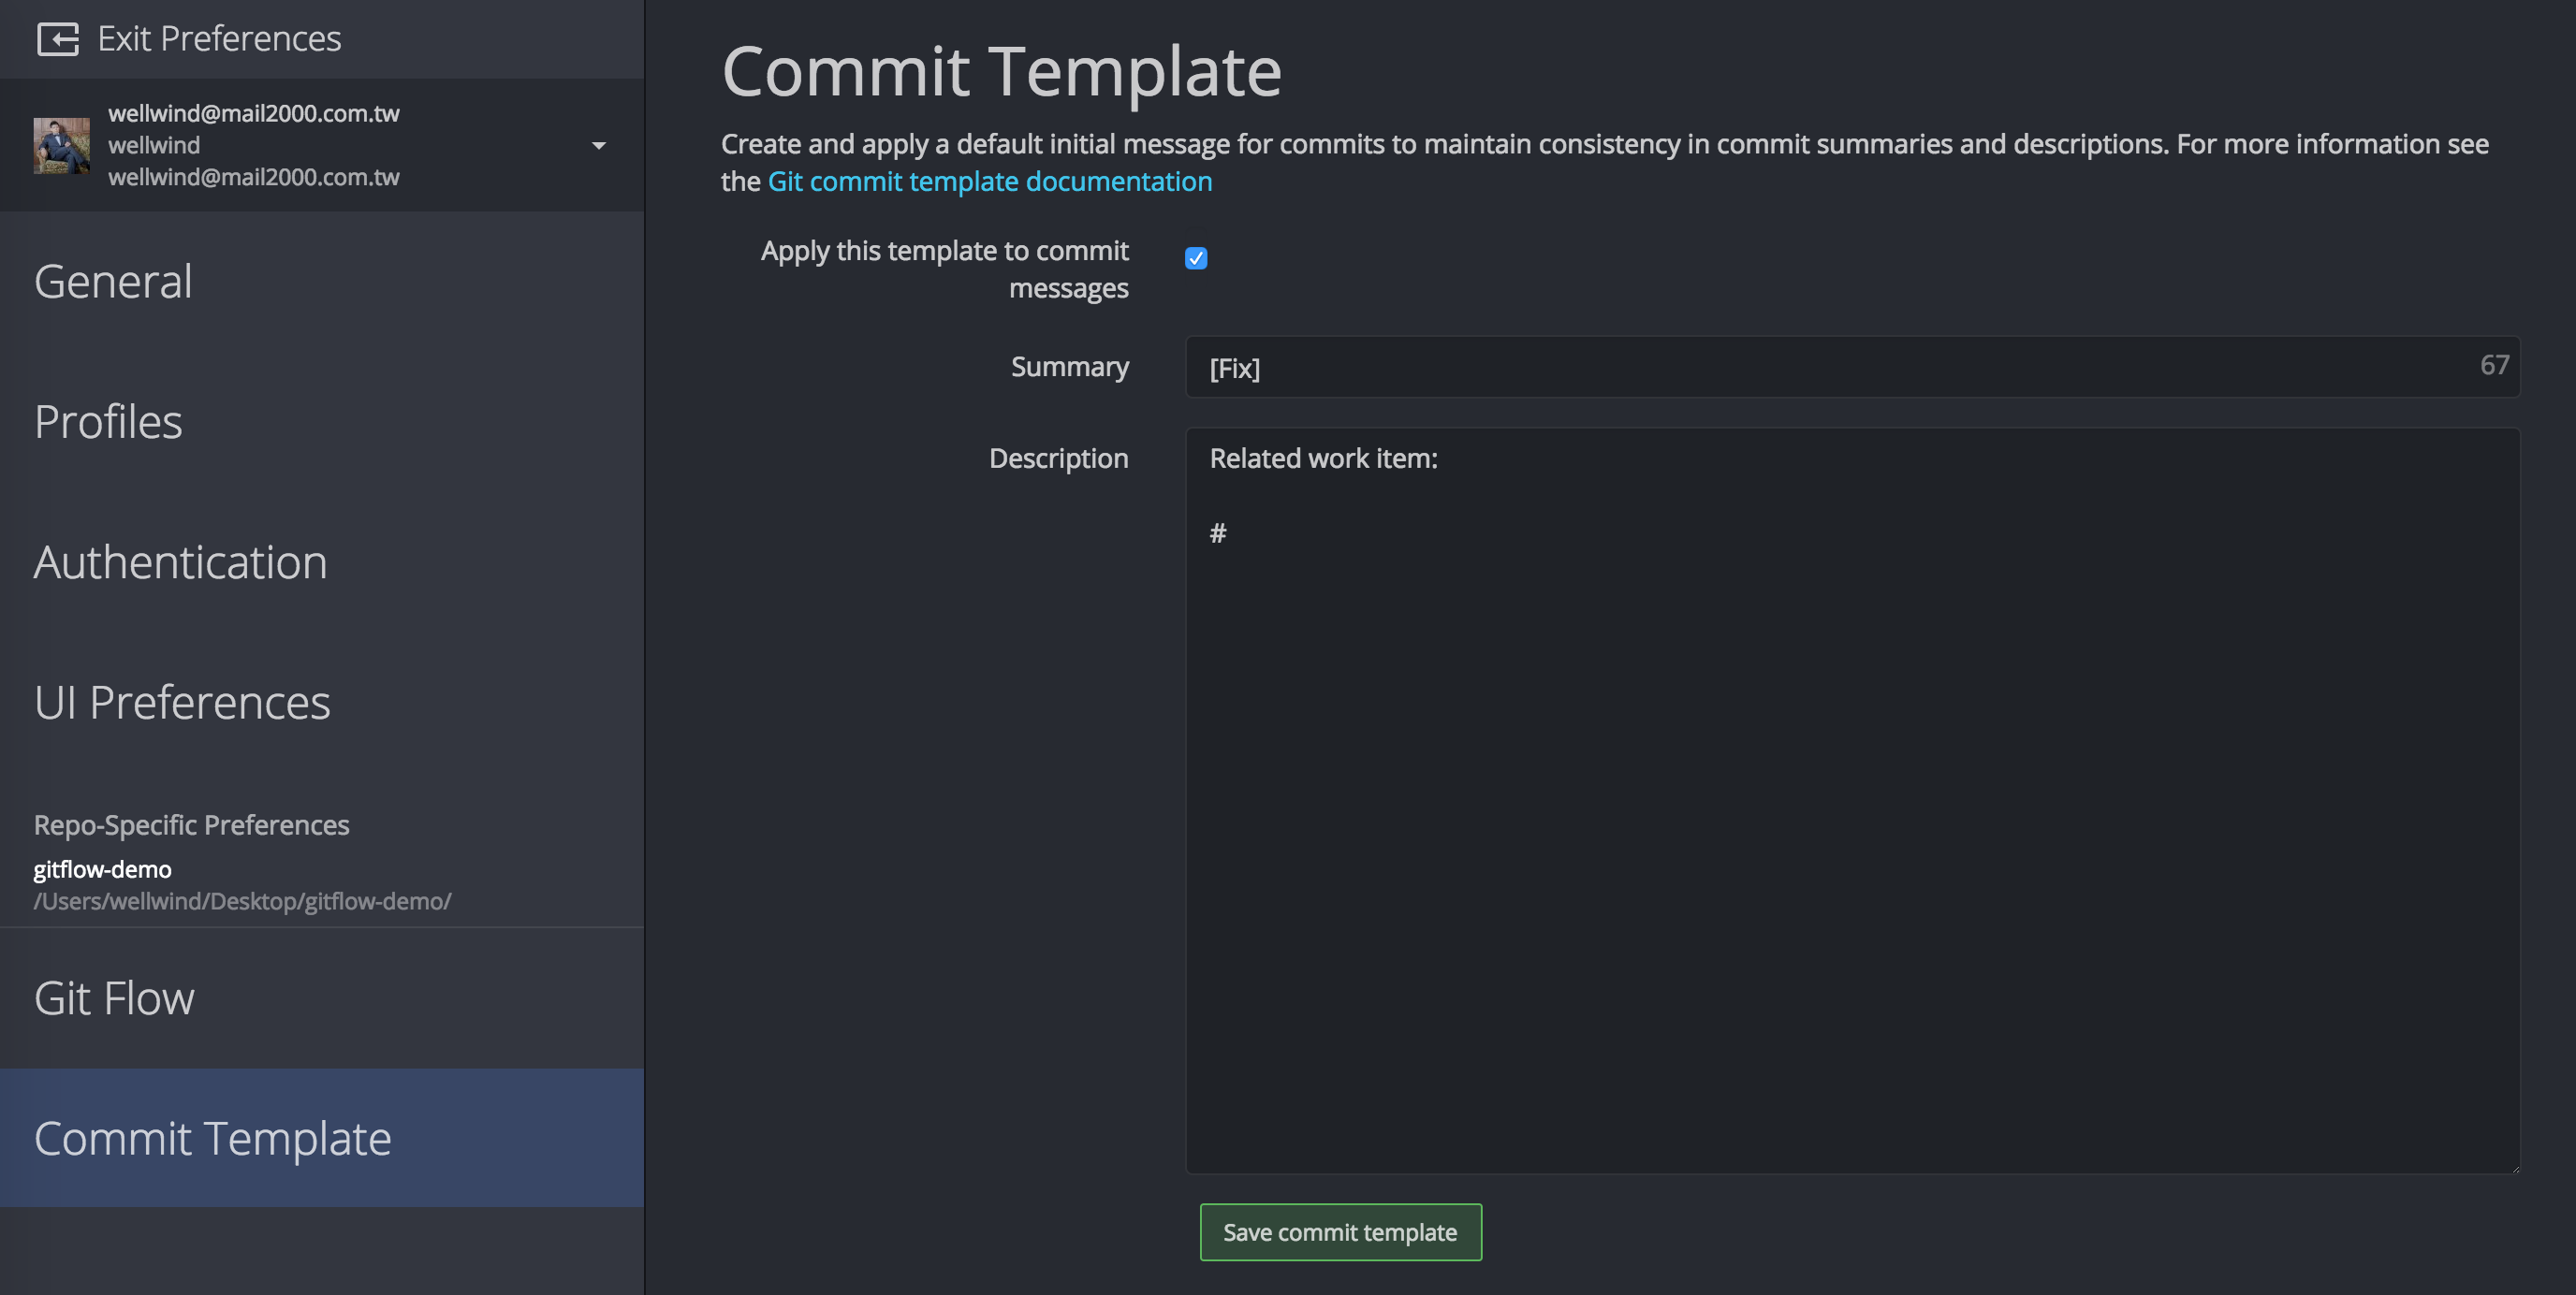 Exit Preferences
wellwind@mail2000.com.tw
wellwind
wellwind@mail2000.com.tw
General
Profiles
Authentication
UI Preferences
Repo-Specific Preferences
gitflow-demo
/Users/wellwind/Desktop/gitflow-demo/
Git Flow
Commit Template
Commit Template
Create and apply a default initial message for commits to maintain consistency in commit summaries and descriptions. For more information see
the Git commit template documentation
Apply this template to commit
messages
Summary
[Fix]
67
Description
Related work item:
#
Save commit template